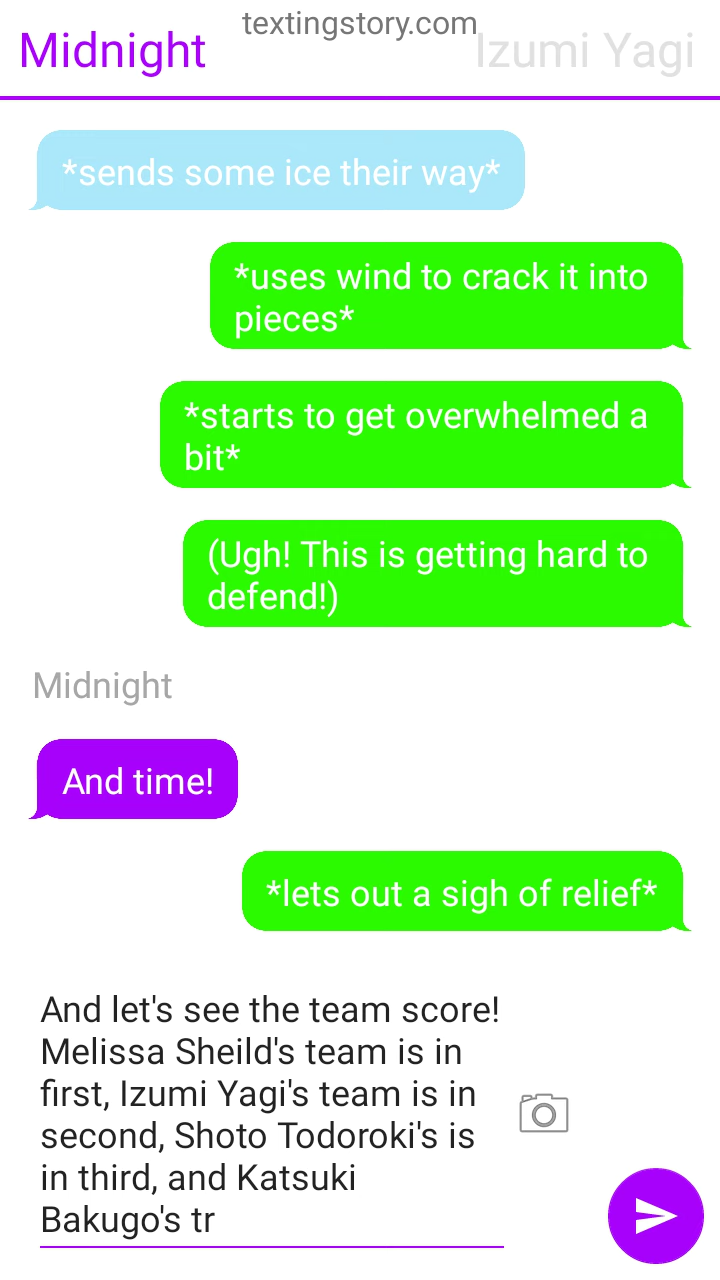 textingstory.com
Midnight
Izumi Yagi
*sends some ice their way*
*uses wind to crack it into
pieces*
*starts to get overwhelmed a
bit*
(Ugh! This is getting hard to
defend!)
Midnight
And time!
*lets out a sigh of relief*
And let's see the team score!
Melissa Sheild's team is in
first, Izumi Yagi's team is in
second, Shoto Todoroki's is
in third, and Katsuki
Bakugo's tr